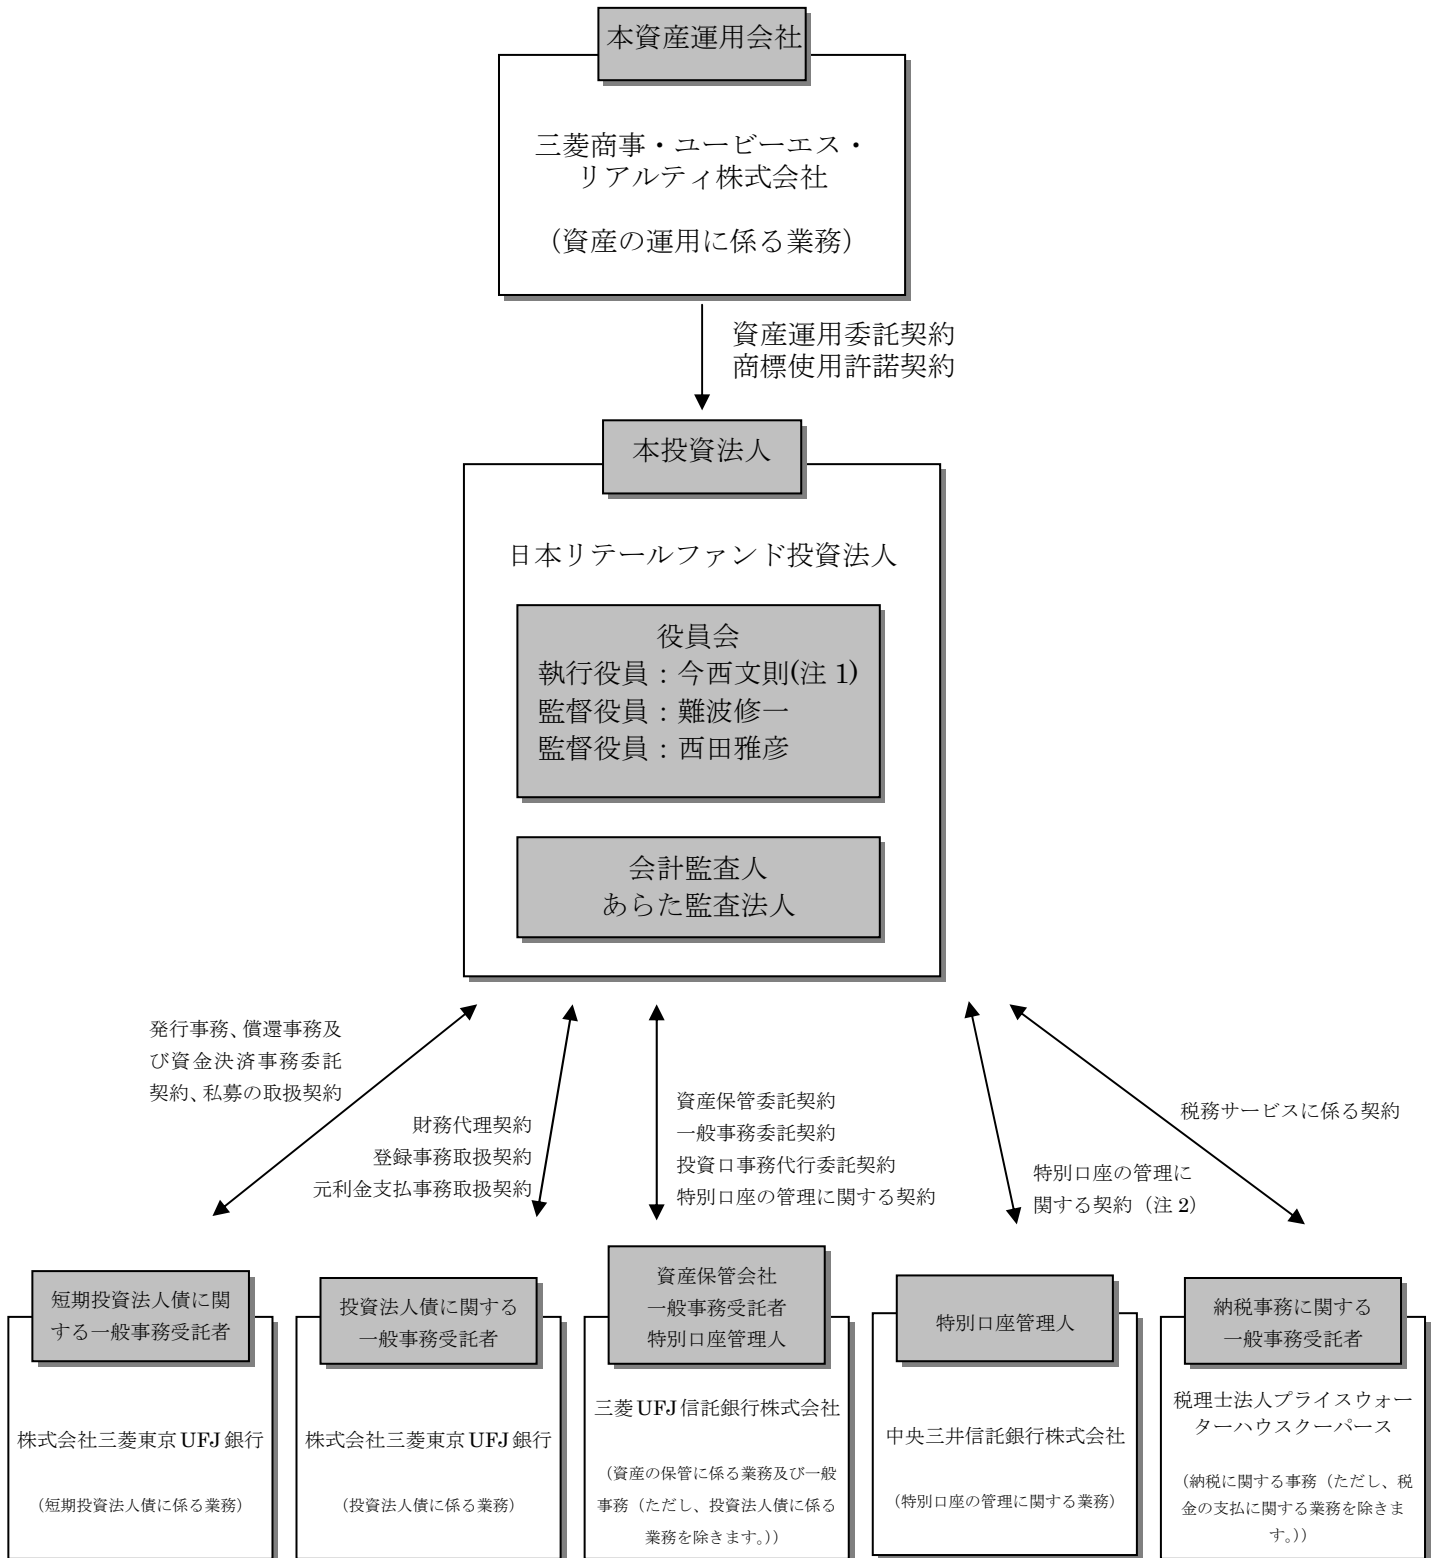 本資産運用会社
三菱商事・ユービーエス・
リアルティ株式会社
（資産の運用に係る業務）
資産運用委託契約
商標使用許諾契約
本投資法人
日本リテールファンド投資法人
役員会
執行役員：今西文則(注 1)
監督役員：難波修一
監督役員：西田雅彦
会計監査人
あらた監査法人
発行事務、償還事務及
び資金決済事務委託
契約、私募の取扱契約
財務代理契約
登録事務取扱契約
元利金支払事務取扱契約
資産保管委託契約
一般事務委託契約
投資口事務代行委託契約
特別口座の管理に関する契約
特別口座の管理に
関する契約（注 2）
税務サービスに係る契約
短期投資法人債に関
する一般事務受託者
株式会社三菱東京 UFJ 銀行
（短期投資法人債に係る業務）
投資法人債に関する
一般事務受託者
株式会社三菱東京 UFJ 銀行
（投資法人債に係る業務）
資産保管会社
一般事務受託者
特別口座管理人
三菱 UFJ 信託銀行株式会社
（資産の保管に係る業務及び一般
事務（ただし、投資法人債に係る
業務を除きます。））
特別口座管理人
中央三井信託銀行株式会社
（特別口座の管理に関する業務）
納税事務に関する
一般事務受託者
税理士法人プライスウォー
ターハウスクーパース
（納税に関する事務（ただし、税
金の支払に関する業務を除きま
す。））